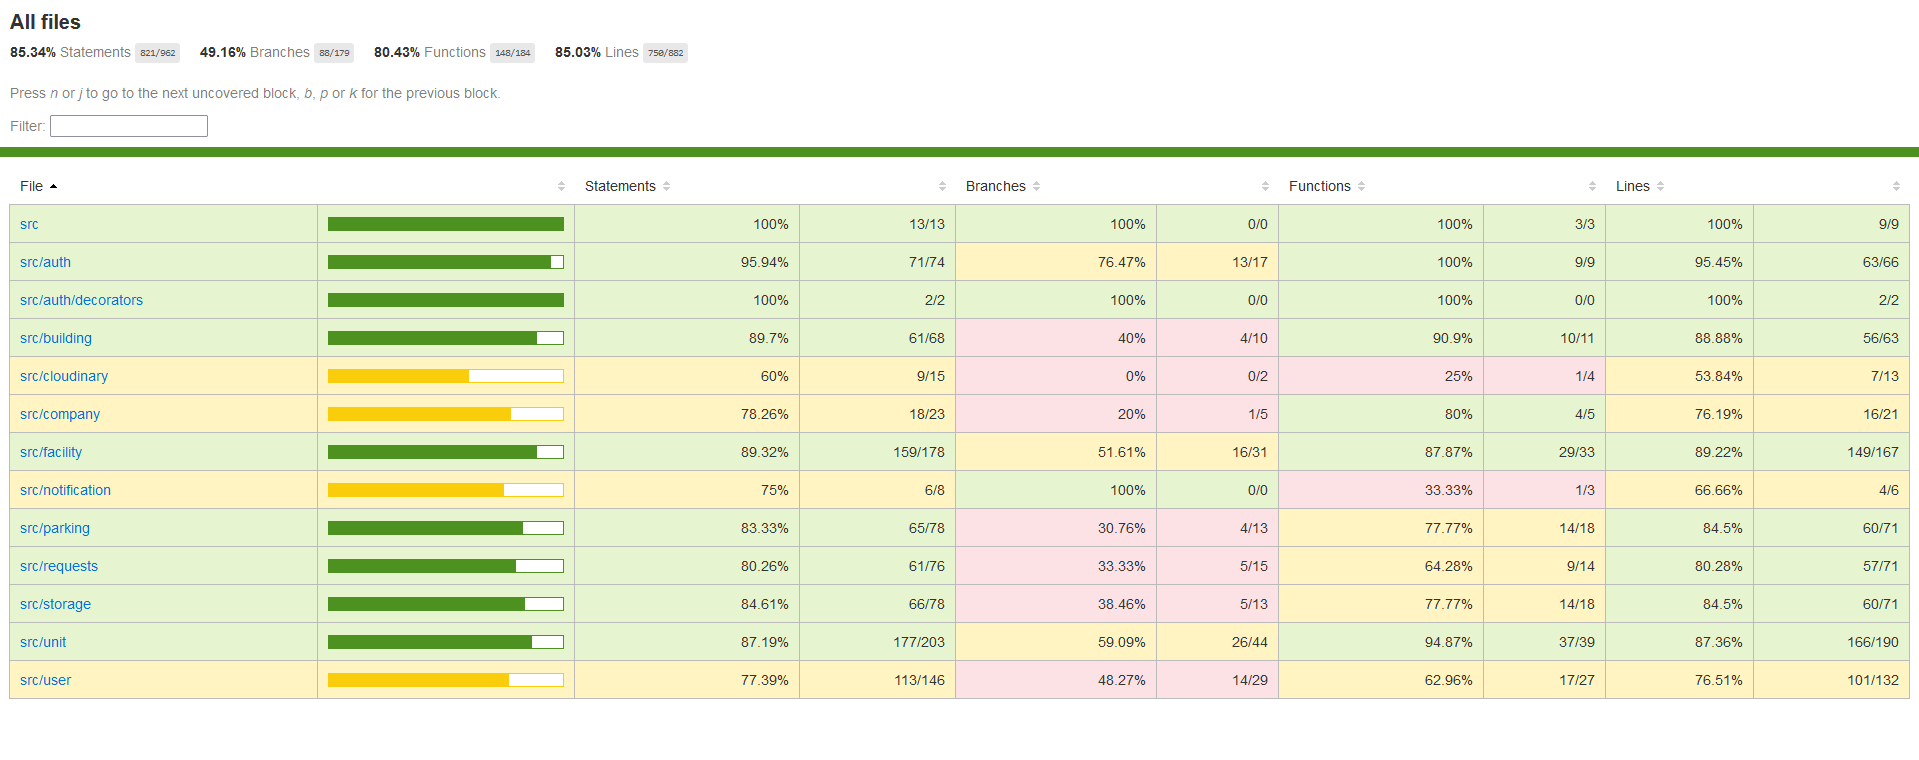 All files
85.34% Statements 821/962 49.16% Branches 88/179 80.43% Functions 148/184 85.03% Lines 750/882
Press n or j to go to the next uncovered block, b, p or k for the previous block.
Filter:
File Statements Branches Functions Lines
src 100% 13/13 100% 0/0 100% 3/3 100% 9/9
src/auth 95.94% 71/74 76.47% 13/17 100% 9/9 95.45% 63/66
src/auth/decorators 100% 2/2 100% 0/0 100% 0/0 100% 2/2
src/building 89.7% 61/68 40% 4/10 90.9% 10/11 88.88% 56/63
src/cloudinary 60% 9/15 0% 0/2 25% 1/4 53.84% 7/13
src/company 78.26% 18/23 20% 1/5 80% 4/5 76.19% 16/21
src/facility 89.32% 159/178 51.61% 16/31 87.87% 29/33 89.22% 149/167
src/notification 75% 6/8 100% 0/0 33.33% 1/3 66.66% 4/6
src/parking 83.33% 65/78 30.76% 4/13 77.77% 14/18 84.5% 60/71
src/requests 80.26% 61/76 33.33% 5/15 64.28% 9/14 80.28% 57/71
src/storage 84.61% 66/78 38.46% 5/13 77.77% 14/18 84.5% 60/71
src/unit 87.19% 177/203 59.09% 26/44 94.87% 37/39 87.36% 166/190
src/user 77.39% 113/146 48.27% 14/29 62.96% 17/27 76.51% 101/132